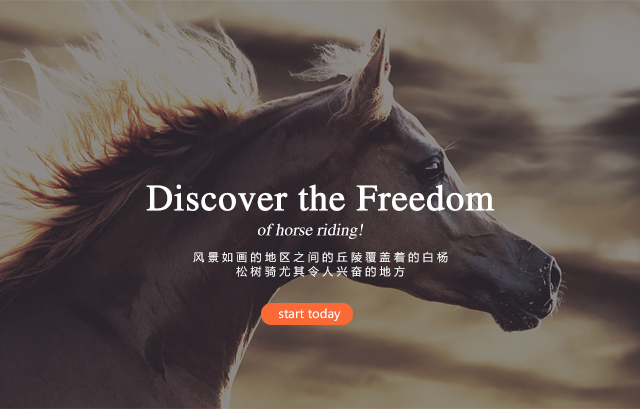 Discover the Freedom
of horse riding!
风景如画的地区之间的丘陵覆盖着的白杨
松树骑尤其令人兴奋的地方
start today